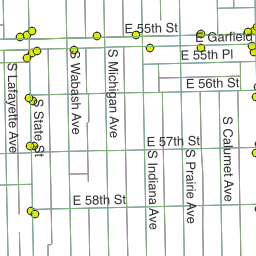 E 55th St
E Garfield
E 55th Pl
E 56th St
E 57th St
E 58th St
S Lafayette Ave
S State St
S Wabash Ave
S Michigan Ave
S Indiana Ave
S Prairie Ave
S Calumet Ave